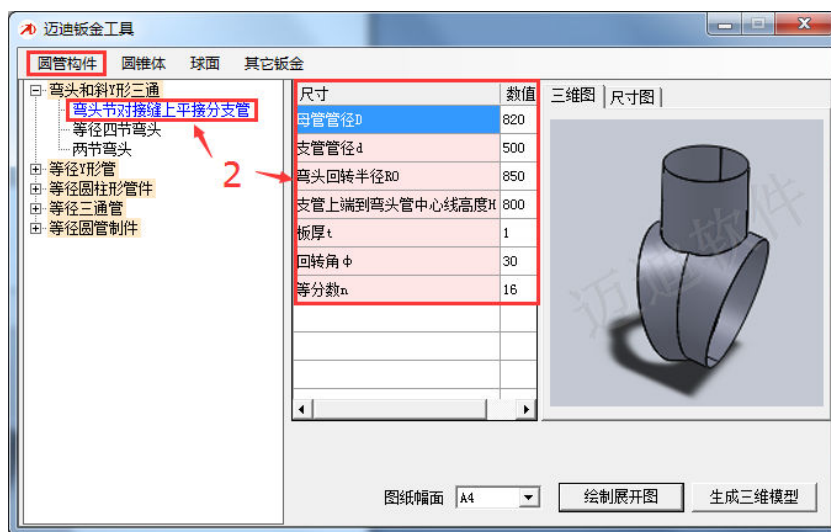 迈迪钣金工具
圆管构件 圆锥体 球面 其它钣金
弯头和斜Y形三通
弯头节对接缝上平接分支管
等径四节弯头
两节弯头
等径Y形管
等径圆柱形管件
等径三通管
等径圆管制件
2
尺寸 数值
母管管径D 820
支管管径d 500
弯头回转半径R0 850
支管上端到弯头管中心线高度H 800
板厚t 1
回转角φ 30
等分数n 16
三维图 尺寸图
迈迪软件
图纸幅面 A4 绘制展开图 生成三维模型